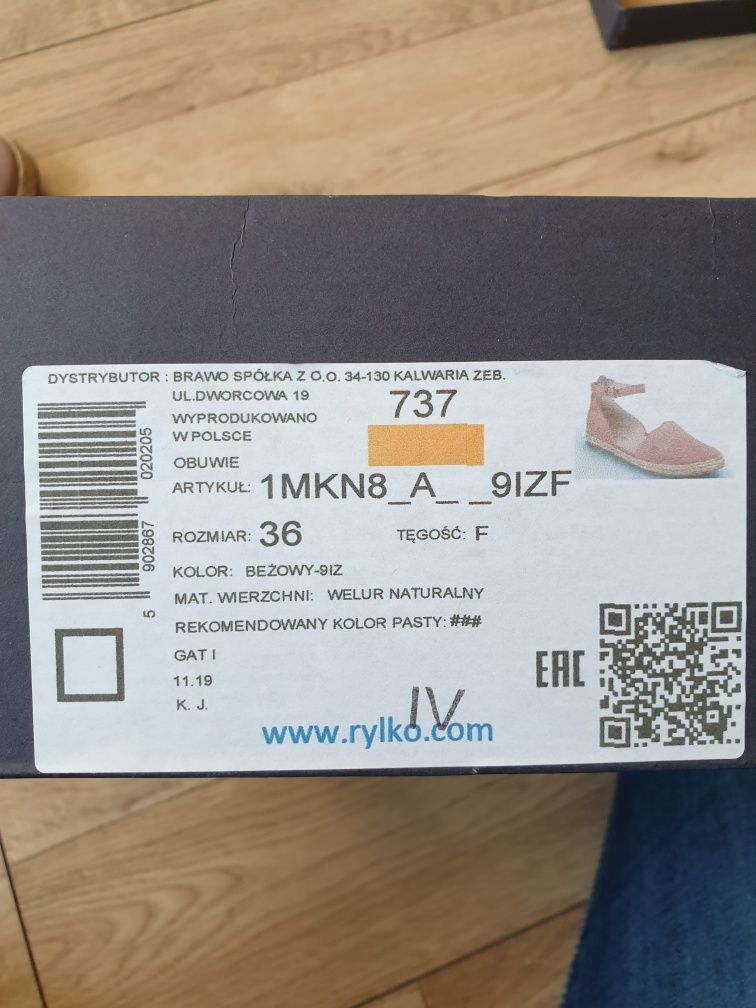 DYSTRYBUTOR : BRAWO SPÓŁKA Z O.O. 34-130 KALWARIA ZEB.
UL.DWORCOWA 19
737
WYPRODUKOWANO
W POLSCE
OBUWIE
ARTYKUŁ: 1MKN8_A_ _9IZF
ROZMIAR: 36 TĘGOŚĆ: F
KOLOR: BEŻOWY-9IZ
MAT. WIERZCHNI: WELUR NATURALNY
REKOMENDOWANY KOLOR PASTY: ###
GAT I
11.19
K. J.
EAC
IV
www.rylko.com
5 902867 020205